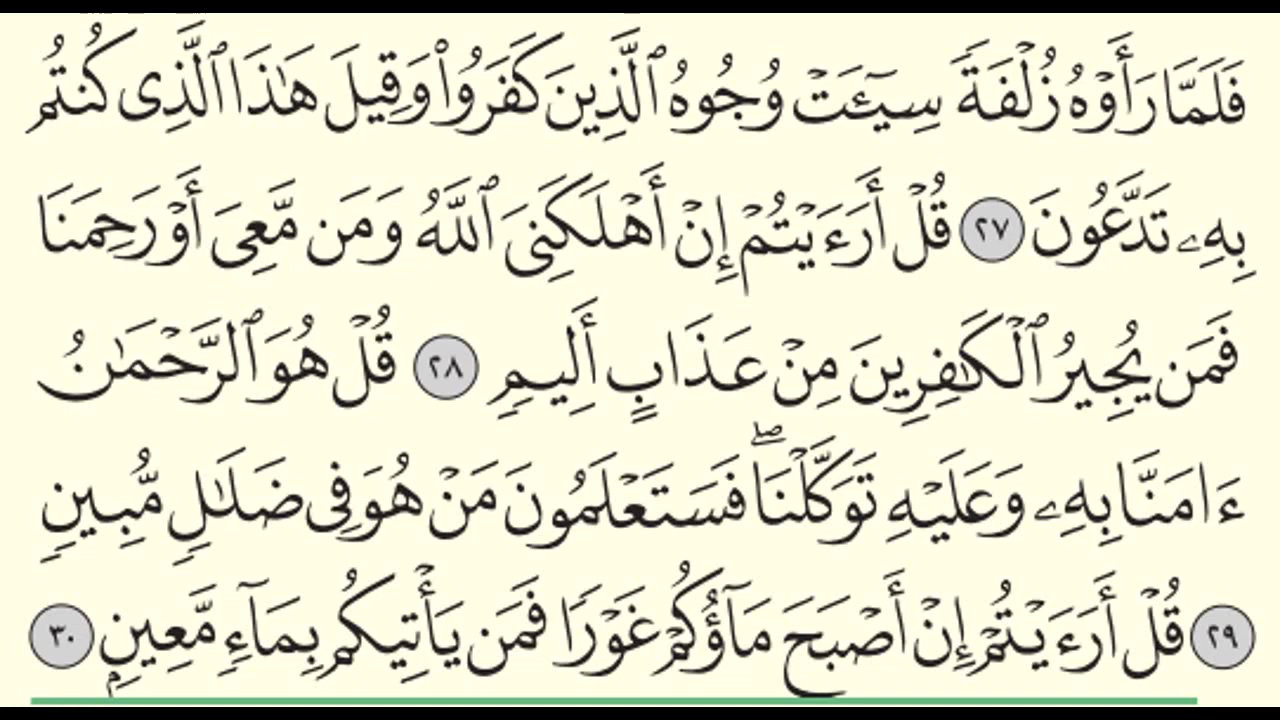 فَلَمَّا رَأَوْهُ زُلْفَةً سِيٓـَٔتْ وُجُوهُ ٱلَّذِينَ كَفَرُوا۟ وَقِيلَ هَـٰذَا ٱلَّذِى كُنتُم
بِهِۦ تَدَّعُونَ ٢٧ قُلْ أَرَءَيْتُمْ إِنْ أَهْلَكَنِىَ ٱللَّهُ وَمَن مَّعِىَ أَوْ رَحِمَنَا
فَمَن يُجِيرُ ٱلْكَـٰفِرِينَ مِنْ عَذَابٍ أَلِيمٍ ٢٨ قُلْ هُوَ ٱلرَّحْمَـٰنُ
ءَامَنَّا بِهِۦ وَعَلَيْهِ تَوَكَّلْنَا ۖ فَسَتَعْلَمُونَ مَنْ هُوَ فِى ضَلَـٰلٍ مُّبِينٍ
٢٩ قُلْ أَرَءَيْتُمْ إِنْ أَصْبَحَ مَآؤُكُمْ غَوْرًا فَمَن يَأْتِيكُم بِمَآءٍ مَّعِينٍۭ ٣٠